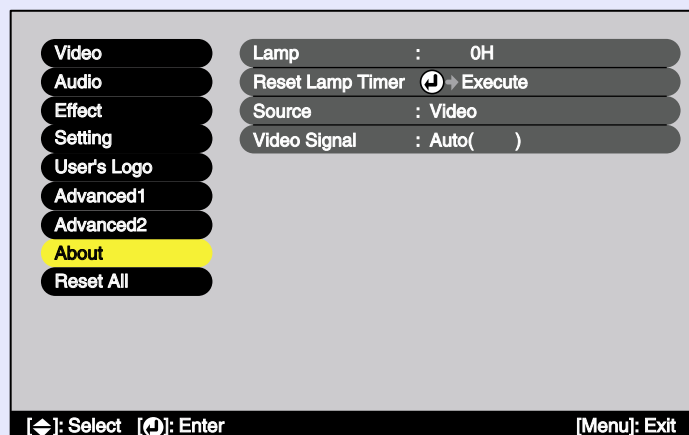 Video
Audio
Effect
Setting
User's Logo
Advanced1
Advanced2
About
Reset All
Lamp : 0H
Reset Lamp Timer Execute
Source : Video
Video Signal : Auto( )
[ ]: Select [ ]: Enter [Menu]: Exit